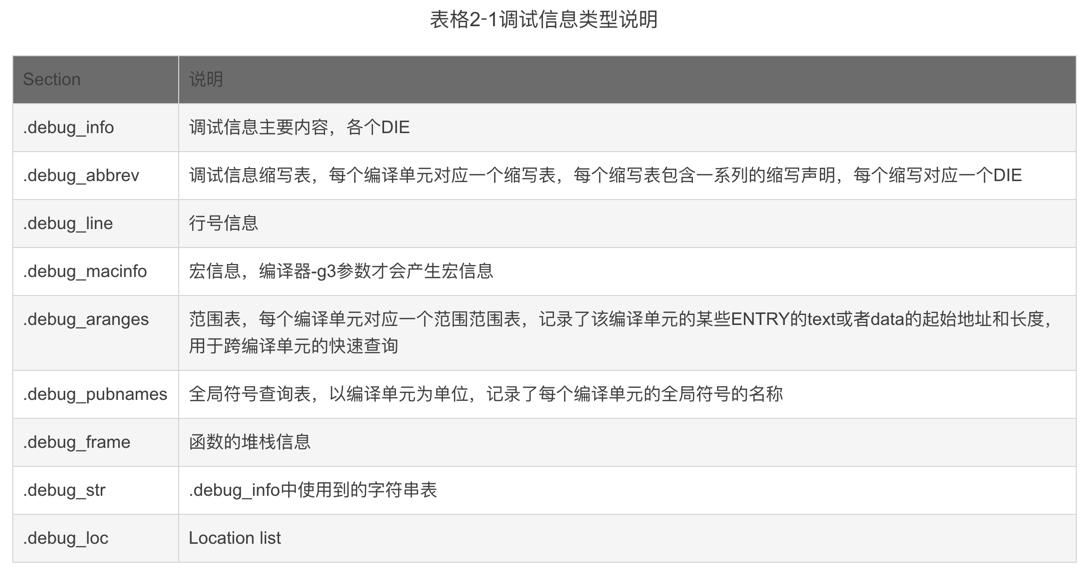 表格2-1调试信息类型说明
Section 说明
.debug_info 调试信息主要内容，各个DIE
.debug_abbrev 调试信息缩写表，每个编译单元对应一个缩写表，每个缩写表包含一系列的缩写声明，每个缩写对应一个DIE
.debug_line 行号信息
.debug_macinfo 宏信息，编译器-g3参数才会产生宏信息
.debug_aranges 范围表，每个编译单元对应一个范围范围表，记录了该编译单元的某些ENTRY的text或者data的起始地址和长度，
用于跨编译单元的快速查询
.debug_pubnames 全局符号查询表，以编译单元为单位，记录了每个编译单元的全局符号的名称
.debug_frame 函数的堆栈信息
.debug_str .debug_info中使用到的字符串表
.debug_loc Location list